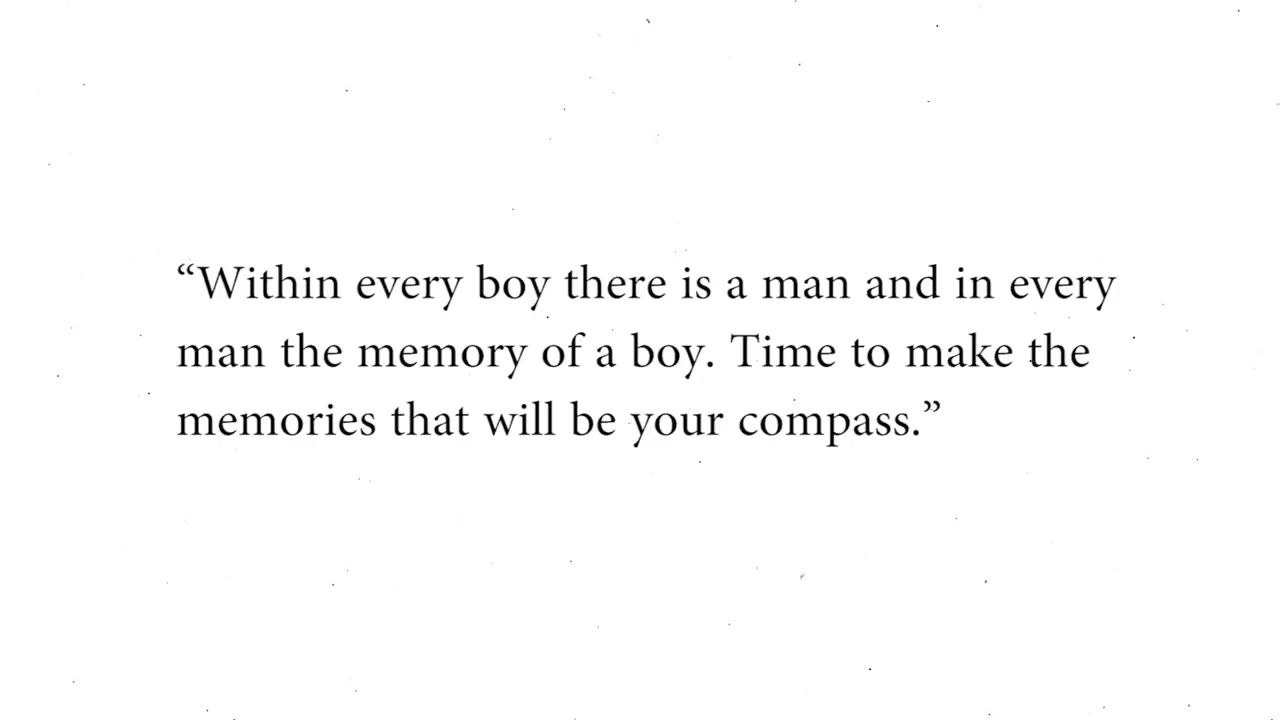 “Within every boy there is a man and in every
man the memory of a boy. Time to make the
memories that will be your compass.”